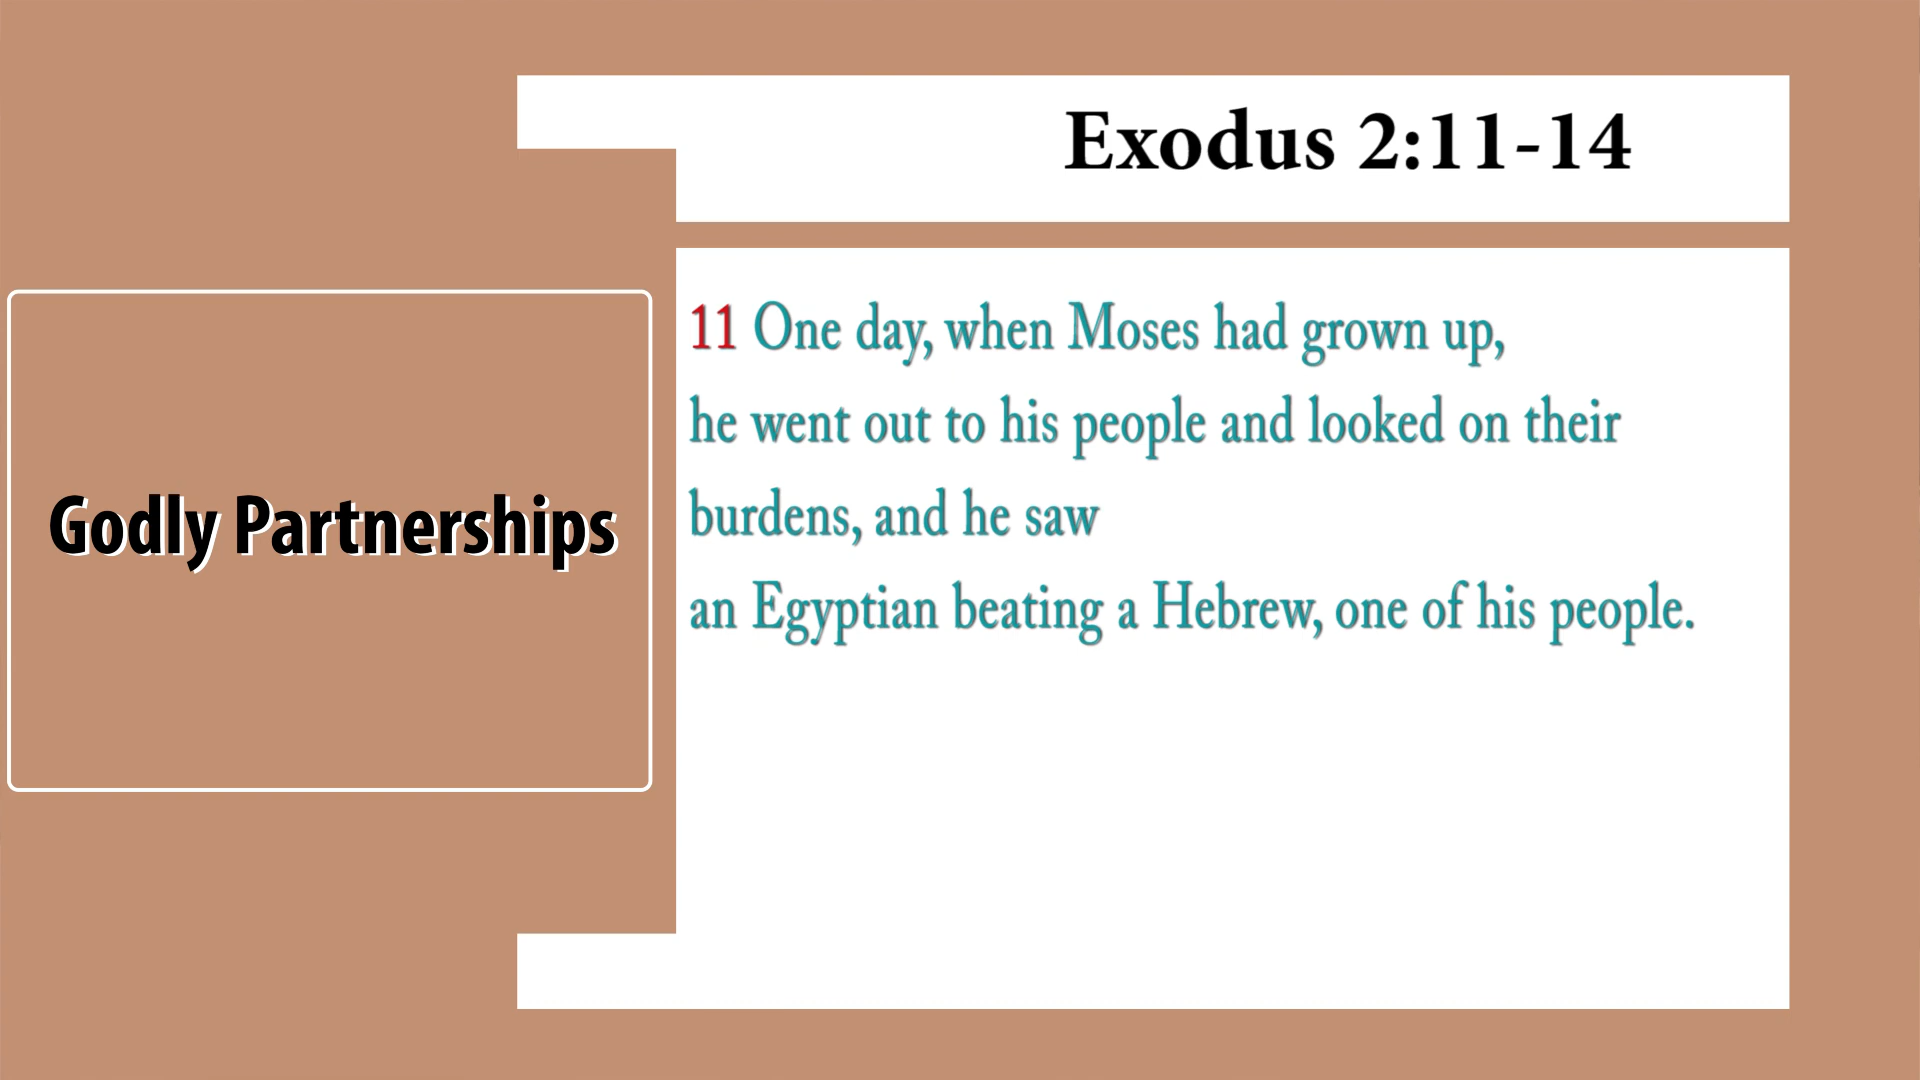 Exodus 2:11-14
Godly Partnerships
11 One day, when Moses had grown up,
he went out to his people and looked on their
burdens, and he saw
an Egyptian beating a Hebrew, one of his people.